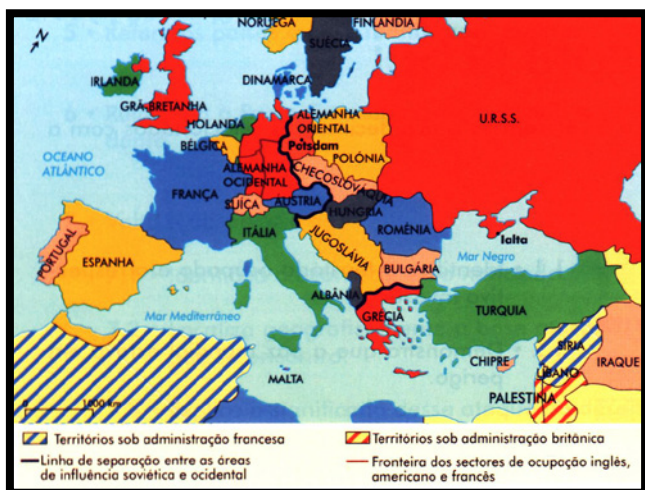 N
NORUEGA
FINLANDIA
SUÉCIA
IRLANDA
DINAMARCA
GRÃ-BRETANHA
HOLANDA
ALEMANHA
ORIENTAL
U.R.S.S.
Potsdam
BÉLGICA
POLÓNIA
OCEANO
ATLÂNTICO
ALEMANHA
OCIDENTAL
CHECOSLOVÁQUIA
FRANÇA
SUÍÇA
ÁUSTRIA
HUNGRIA
ROMÉNIA
Ialta
ITÁLIA
JUGOSLÁVIA
Mar Negro
PORTUGAL
ESPANHA
BULGÁRIA
ALBÂNIA
GRÉCIA
TURQUIA
Mar Mediterrâneo
SÍRIA
IRAQUE
CHIPRE
LÍBANO
MALTA
PALESTINA
0 1000 km
Territórios sob administração francesa
Territórios sob administração britânica
Linha de separação entre as áreas
de influência soviética e ocidental
Fronteira dos sectores de ocupação inglês,
americano e francês